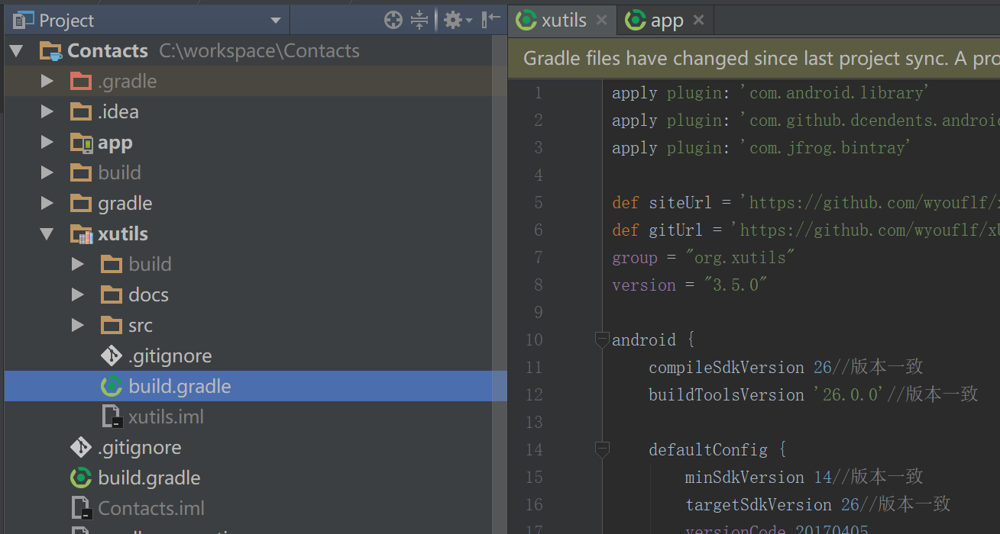 Project
Contacts C:\workspace\Contacts
.gradle
.idea
app
build
gradle
xutils
build
docs
src
.gitignore
build.gradle
xutils.iml
.gitignore
build.gradle
Contacts.iml
xutils
app
Gradle files have changed since last project sync. A
1 apply plugin: 'com.android.library'
2 apply plugin: 'com.github.dcendents.
3 apply plugin: 'com.jfrog.bintray'
4
5 def siteUrl = 'https://github.com/wyouflf/
6 def gitUrl = 'https://github.com/wyouflf/
7 group = "org.xutils"
8 version = "3.5.0"
9
10 android {
11 compileSdkVersion 26//版本一致
12 buildToolsVersion '26.0.0'//版本一致
13
14 defaultConfig {
15 minSdkVersion 14//版本一致
16 targetSdkVersion 26//版本一致
17 versionCode 20170405